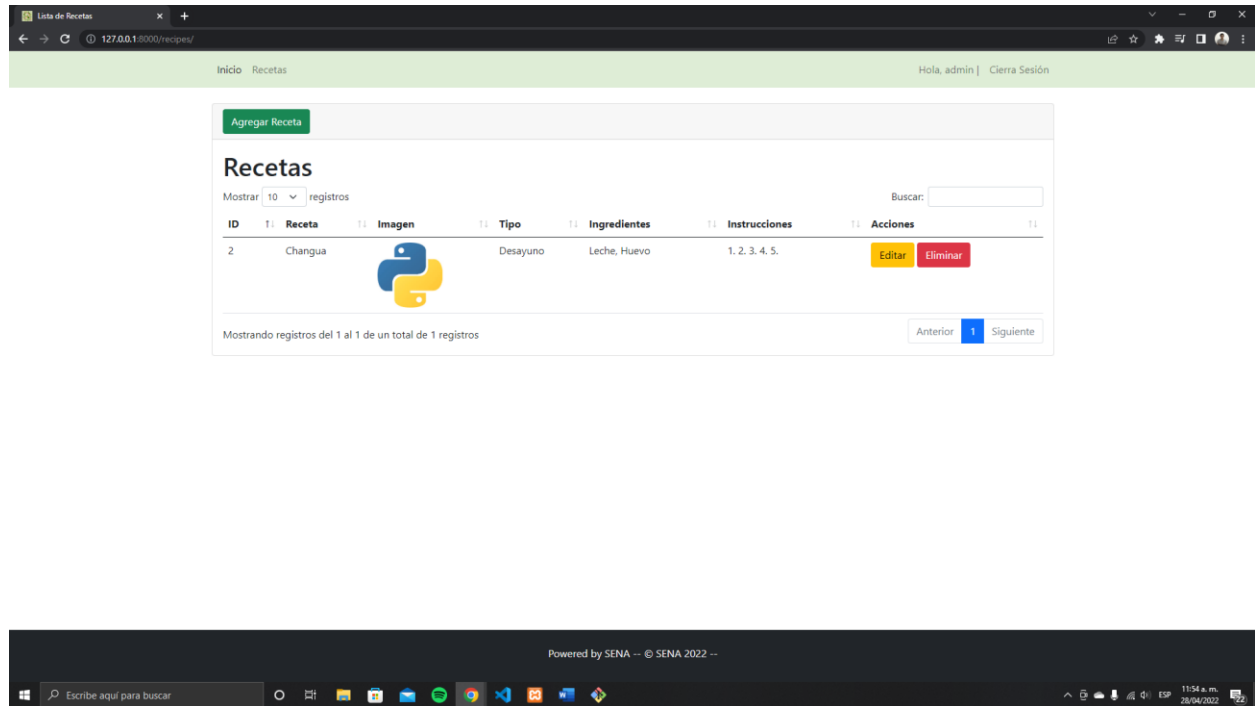 Lista de Recetas
127.0.0.1:8000/recipes/
Inicio Recetas Hola, admin | Cierra Sesión
Agregar Receta
Recetas
Mostrar 10 registros Buscar:
ID Receta Imagen Tipo Ingredientes Instrucciones Acciones
2 Changua Desayuno Leche, Huevo 1. 2. 3. 4. 5. Editar Eliminar
Mostrando registros del 1 al 1 de un total de 1 registros Anterior 1 Siguiente
Powered by SENA -- © SENA 2022 --
Escribe aquí para buscar ESP 11:54 a. m.
28/04/2022 22